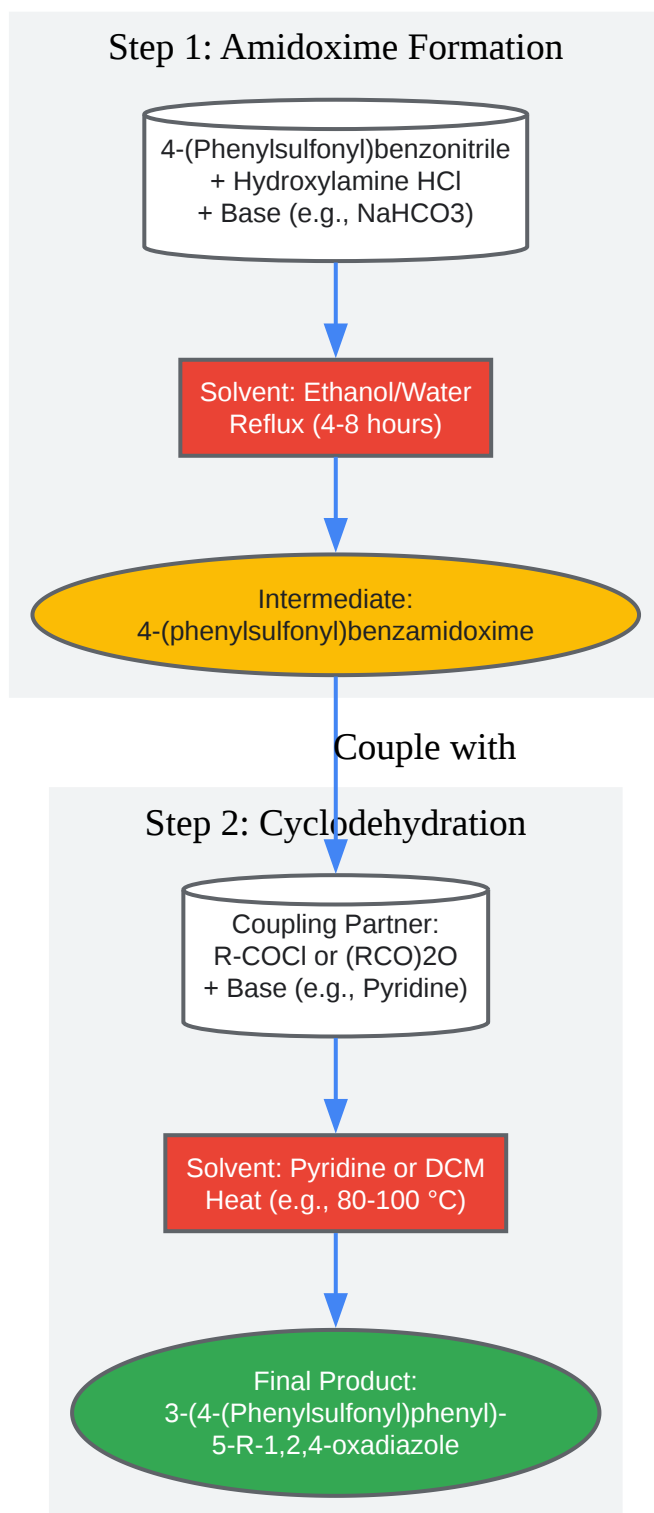 Step 1: Amidoxime Formation
4-(Phenylsulfonyl)benzonitrile
+ Hydroxylamine HCl
+ Base (e.g., NaHCO3)
Solvent: Ethanol/Water
Reflux (4-8 hours)
Intermediate:
4-(phenylsulfonyl)benzamidoxime
Couple with
Step 2: Cyclodehydration
Coupling Partner:
R-COCl or (RCO)2O
+ Base (e.g., Pyridine)
Solvent: Pyridine or DCM
Heat (e.g., 80-100 °C)
Final Product:
3-(4-(Phenylsulfonyl)phenyl)-
5-R-1,2,4-oxadiazole